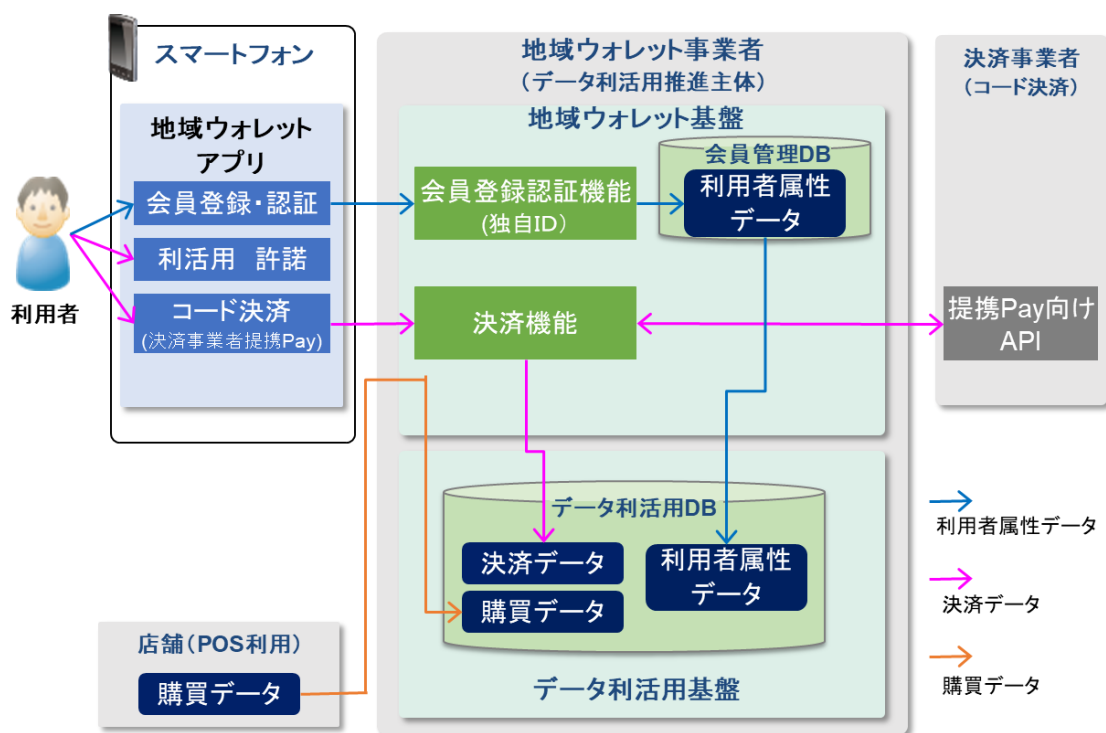 スマートフォン
地域ウォレット
アプリ
会員登録・認証
利活用 許諾
コード決済
(決済事業者提携Pay)
利用者
地域ウォレット事業者
(データ利活用推進主体)
地域ウォレット基盤
会員登録認証機能
(独自ID)
会員管理DB
利用者属性
データ
決済機能
決済事業者
(コード決済)
提携Pay向け
API
データ利活用DB
決済データ
購買データ
利用者属性
データ
データ利活用基盤
店舗(POS利用)
購買データ
利用者属性データ
決済データ
購買データ